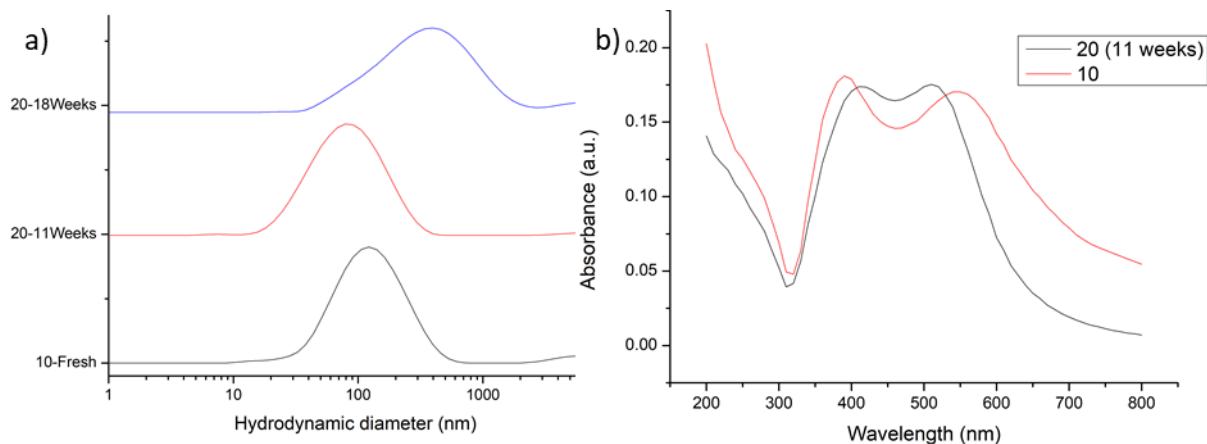 a)
20-18Weeks
20-11Weeks
10-Fresh
1
10
100
1000
Hydrodynamic diameter (nm)
b)
20 (11 weeks)
10
0.20
0.15
0.10
0.05
0.00
Absorbance (a.u.)
200
300
400
500
600
700
800
Wavelength (nm)